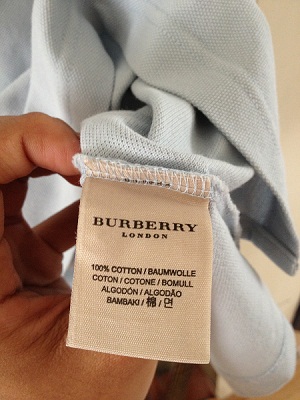 BURBERRY
LONDON
100% COTTON / BAUMWOLLE
COTON / COTONE / BOMULL
ALGODÓN / ALGODÃO
BAMBAKI / 棉 / 면